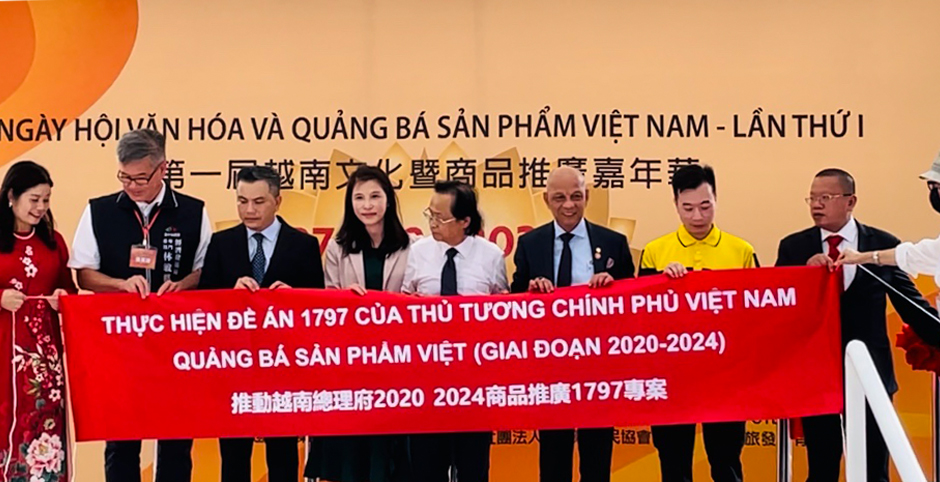 NGÀY HỘI VĂN HÓA VÀ QUẢNG BÁ SẢN PHẨM VIỆT NAM - LẦN THỨ I
第一屆越南文化暨商品推廣嘉年華
THỰC HIỆN ĐỀ ÁN 1797 CỦA THỦ TƯƠNG CHÍNH PHỦ VIỆT NAM
QUẢNG BÁ SẢN PHẨM VIỆT (GIAI ĐOẠN 2020-2024)
推動越南總理府2020 2024商品推廣1797專案